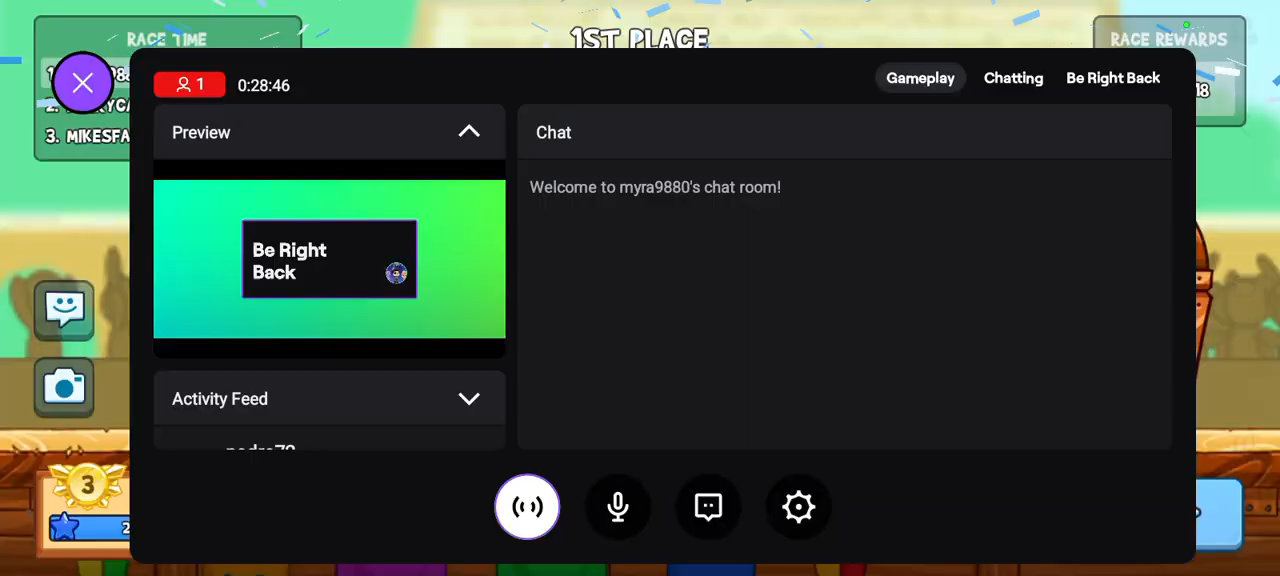 RACE TIME
1ST PLACE
RACE REWARDS
1
0:28:46
Gameplay
Chatting
Be Right Back
Preview
Chat
Welcome to myra9880's chat room!
Be Right
Back
3. MIKESFA
Activity Feed
3
2